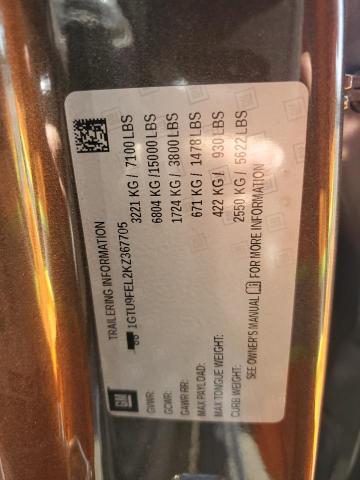 GM
TRAILERING INFORMATION
1GTU9FEL2KZ367705
GVWR: 3221 KG / 7100 LBS
GCWR: 6804 KG /15000 LBS
GAWR RR: 1724 KG / 3800 LBS
MAX PAYLOAD: 671 KG / 1478 LBS
MAX TONGUE WEIGHT: 422 KG / 930 LBS
CURB WEIGHT: 2550 KG / 5622 LBS
SEE OWNER'S MANUAL FOR MORE INFORMATION